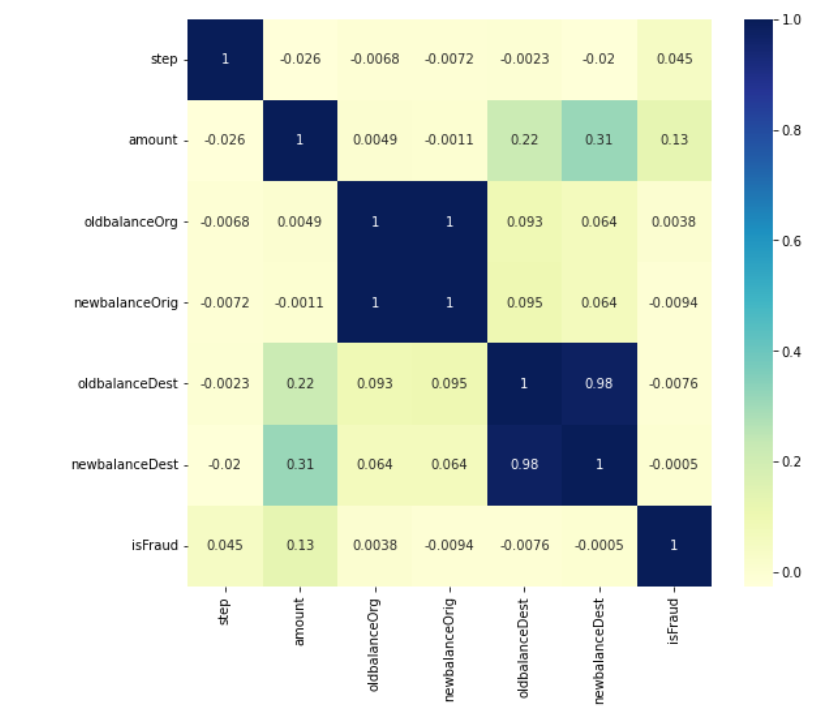 step 1 -0.026 -0.0068 -0.0072 -0.0023 -0.02 0.045
amount -0.026 1 0.0049 -0.0011 0.22 0.31 0.13
oldbalanceOrg -0.0068 0.0049 1 1 0.093 0.064 0.0038
newbalanceOrig -0.0072 -0.0011 1 1 0.095 0.064 -0.0094
oldbalanceDest -0.0023 0.22 0.093 0.095 1 0.98 -0.0076
newbalanceDest -0.02 0.31 0.064 0.064 0.98 1 -0.0005
isFraud 0.045 0.13 0.0038 -0.0094 -0.0076 -0.0005 1
step
amount
oldbalanceOrg
newbalanceOrig
oldbalanceDest
newbalanceDest
isFraud
1.0
0.8
0.6
0.4
0.2
0.0